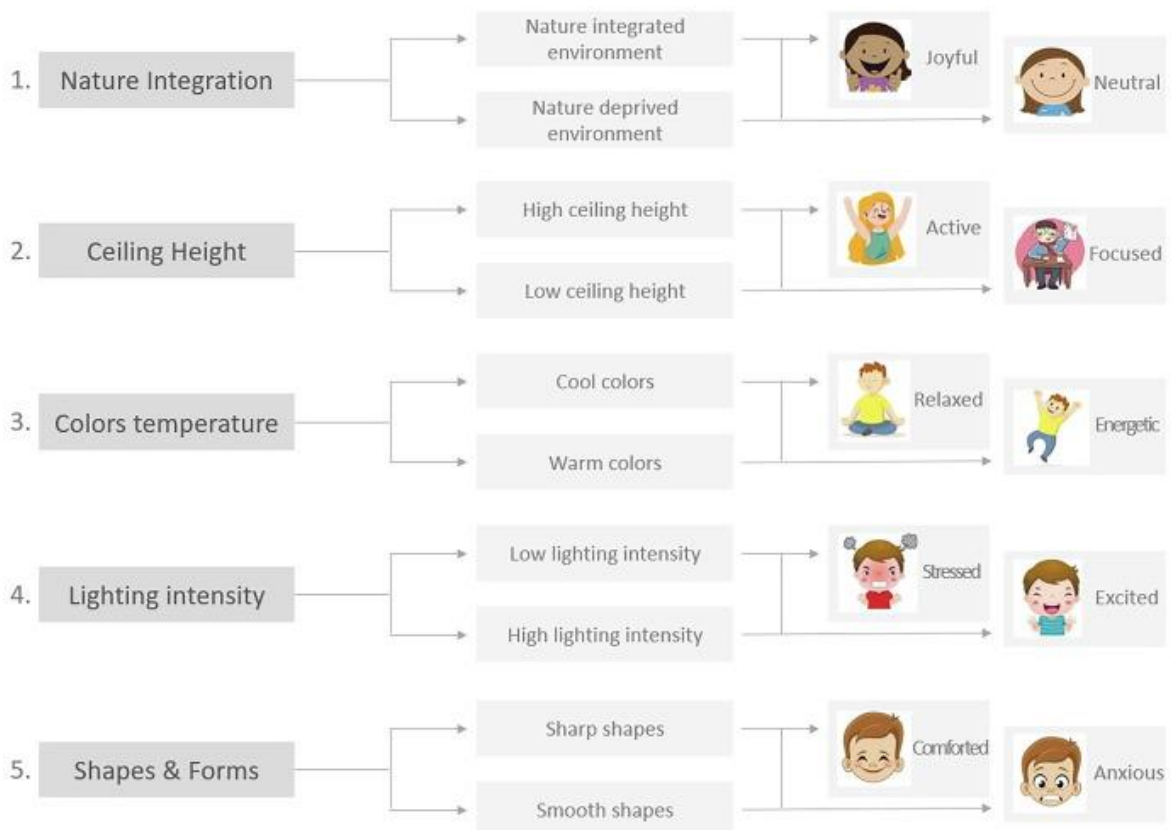 1. Nature Integration
Nature integrated
environment
Nature deprived
environment
Joyful
Neutral
2. Ceiling Height
High ceiling height
Low ceiling height
Active
Focused
3. Colors temperature
Cool colors
Warm colors
Relaxed
Energetic
4. Lighting intensity
Low lighting intensity
High lighting intensity
Stressed
Excited
5. Shapes & Forms
Sharp shapes
Smooth shapes
Comforted
Anxious